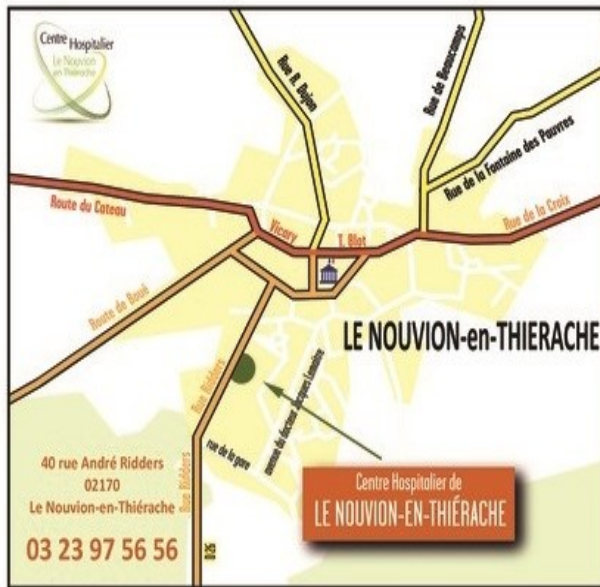 Centre Hospitalier
Le Nouvion
en Thiérache
Rue R. Dujon
Rue de Beaucamps
Rue de la Fontaine des Pauvres
Route du Cateau
Vicary
T. Blot
Rue de la Croix
Route de Boué
LE NOUVION-en-THIERACHE
Rue Ridders
avenue du docteur Jacques Lemaire
rue de la gare
Rue Ridders
D 26
40 rue André Ridders
02170
Le Nouvion-en-Thiérache
03 23 97 56 56
Centre Hospitalier de
LE NOUVION-EN-THIÉRACHE